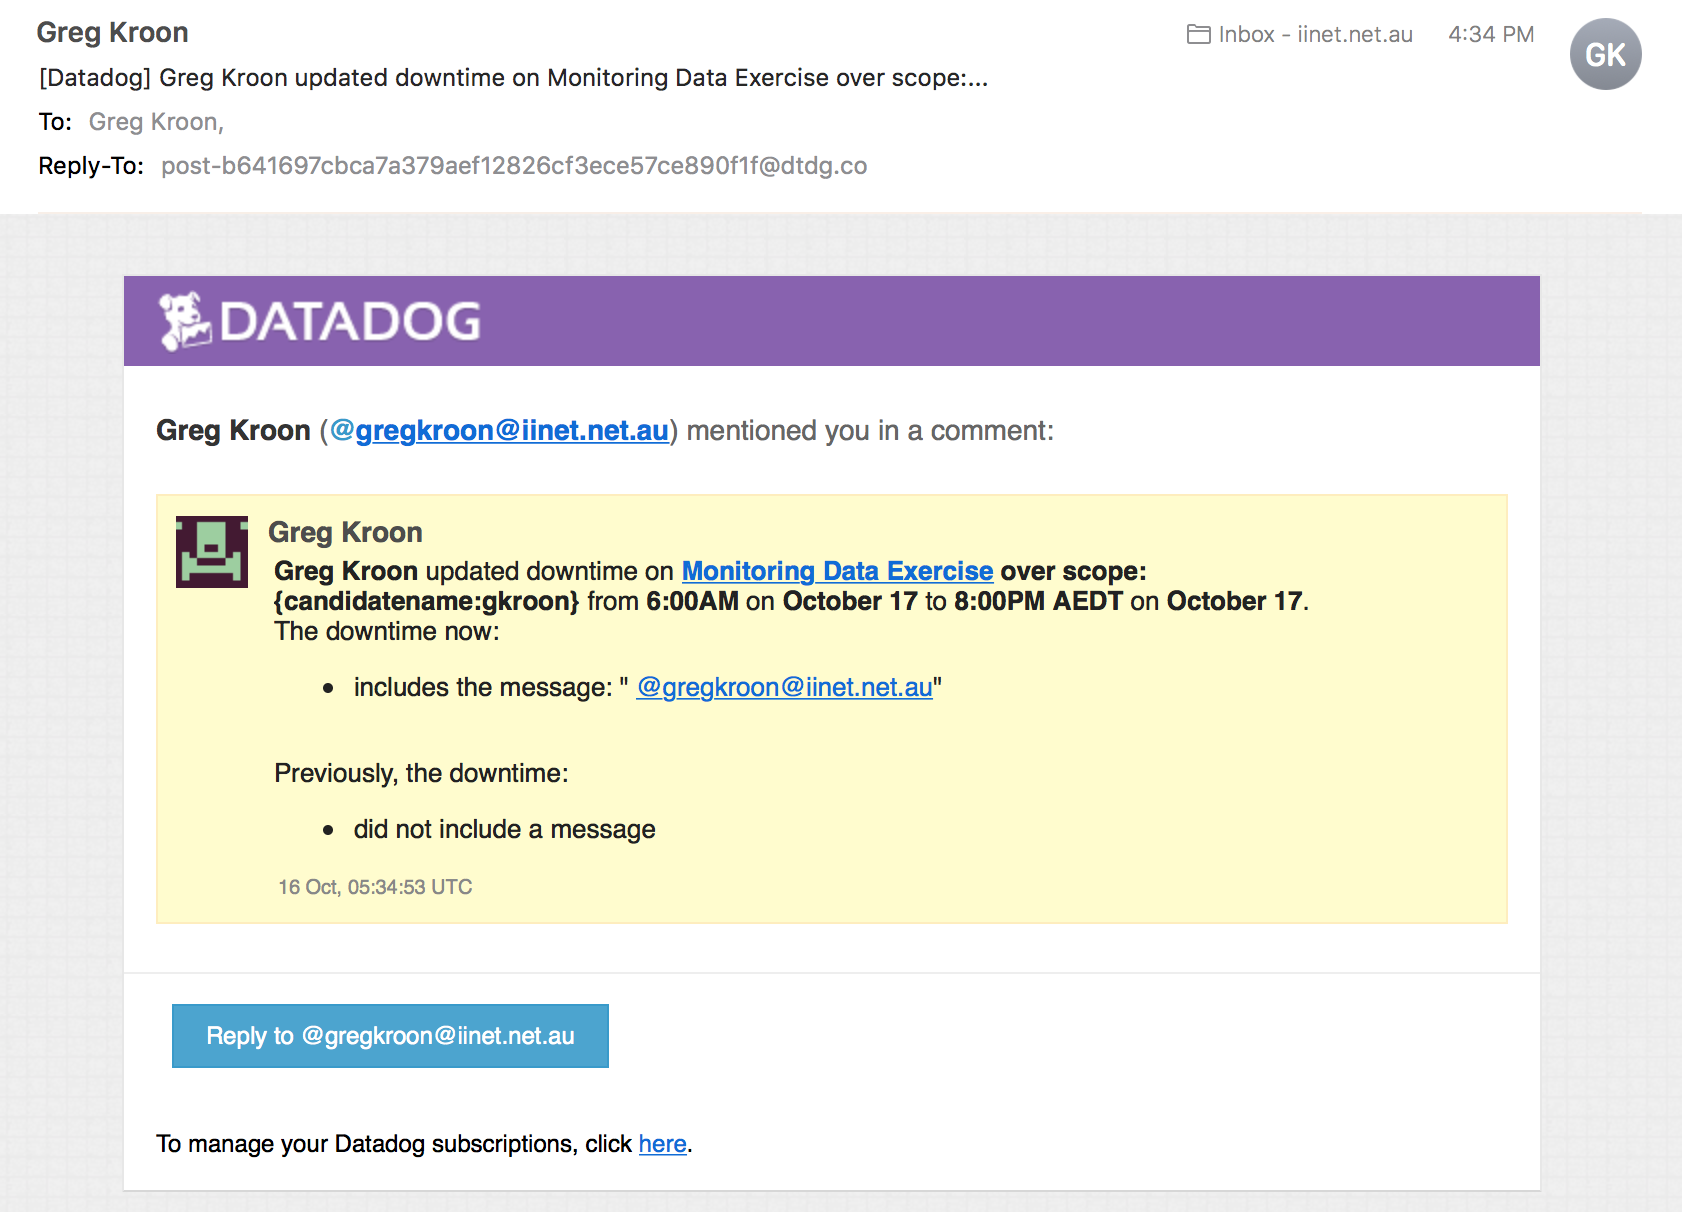 Greg Kroon
Inbox - iinet.net.au 4:34 PM
GK
[Datadog] Greg Kroon updated downtime on Monitoring Data Exercise over scope:...
To: Greg Kroon,
Reply-To: post-b641697cbca7a379aef12826cf3ece57ce890f1f@dtdg.co
DATADOG
Greg Kroon (@gregkroon@iinet.net.au) mentioned you in a comment:
Greg Kroon
Greg Kroon updated downtime on Monitoring Data Exercise over scope:
{candidatename:gkroon} from 6:00AM on October 17 to 8:00PM AEDT on October 17.
The downtime now:
• includes the message: " @gregkroon@iinet.net.au"
Previously, the downtime:
• did not include a message
16 Oct, 05:34:53 UTC
Reply to @gregkroon@iinet.net.au
To manage your Datadog subscriptions, click here.